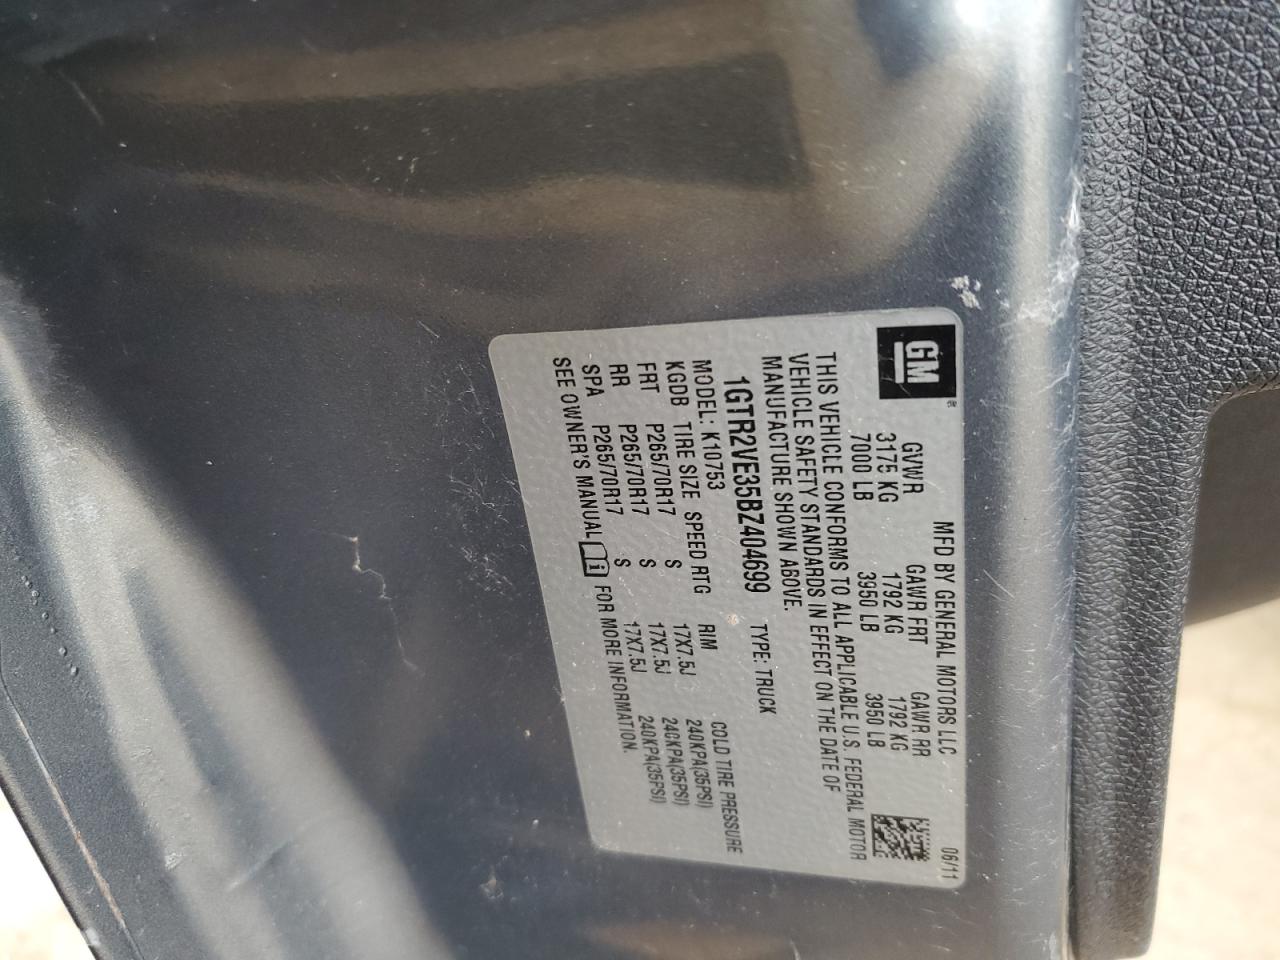 GM
MFD BY GENERAL MOTORS LLC 06/11
GVWR GAWR FRT GAWR RR
3175 KG 1792 KG 1792 KG
7000 LB 3950 LB 3950 LB
THIS VEHICLE CONFORMS TO ALL APPLICABLE U.S. FEDERAL MOTOR
VEHICLE SAFETY STANDARDS IN EFFECT ON THE DATE OF
MANUFACTURE SHOWN ABOVE.
1GTR2VE35BZ404699 TYPE: TRUCK
MODEL: K10753
KGDB TIRE SIZE SPEED RTG RIM COLD TIRE PRESSURE
FRT P265/70R17 S 17X7.5J 240KPA(35PSI)
RR P265/70R17 S 17X7.5J 240KPA(35PSI)
SPA P265/70R17 S 17X7.5J 240KPA(35PSI)
SEE OWNER'S MANUAL i FOR MORE INFORMATION.